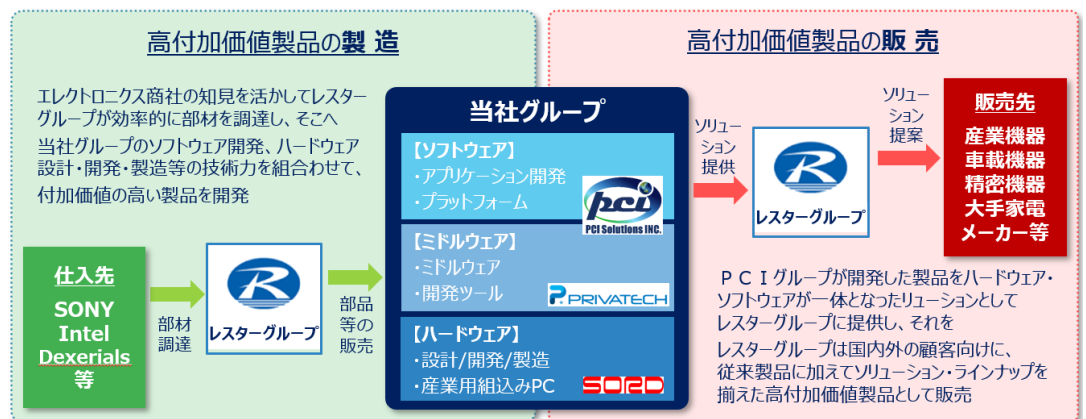 高付加価値製品の製 造
エレクトロニクス商社の知見を活かしてレスター
グループが効率的に部材を調達し、そこへ
当社グループのソフトウェア開発、ハードウェア
設計・開発・製造等の技術力を組合わせて、
付加価値の高い製品を開発
仕入先
SONY
Intel
Dexerials
等
部材
調達
R
レスターグループ
部品
等の
販売
当社グループ
【ソフトウェア】
・アプリケーション開発
・プラットフォーム
pci
PCI Solutions INC.
【ミドルウェア】
・ミドルウェア
・開発ツール
P.PRIVATECH
【ハードウェア】
・設計/開発/製造
・産業用組込みPC
SORD
高付加価値製品の販 売
ソリュー
ション
提供
R
レスターグループ
ソリュー
ション
提案
販売先
産業機器
車載機器
精密機器
大手家電
メーカー等
ＰＣＩグループが開発した製品をハードウェア・
ソフトウェアが一体となったリューションとして
レスターグループに提供し、それを
レスターグループは国内外の顧客向けに、
従来製品に加えてソリューション・ラインナップを
揃えた高付加価値製品として販売